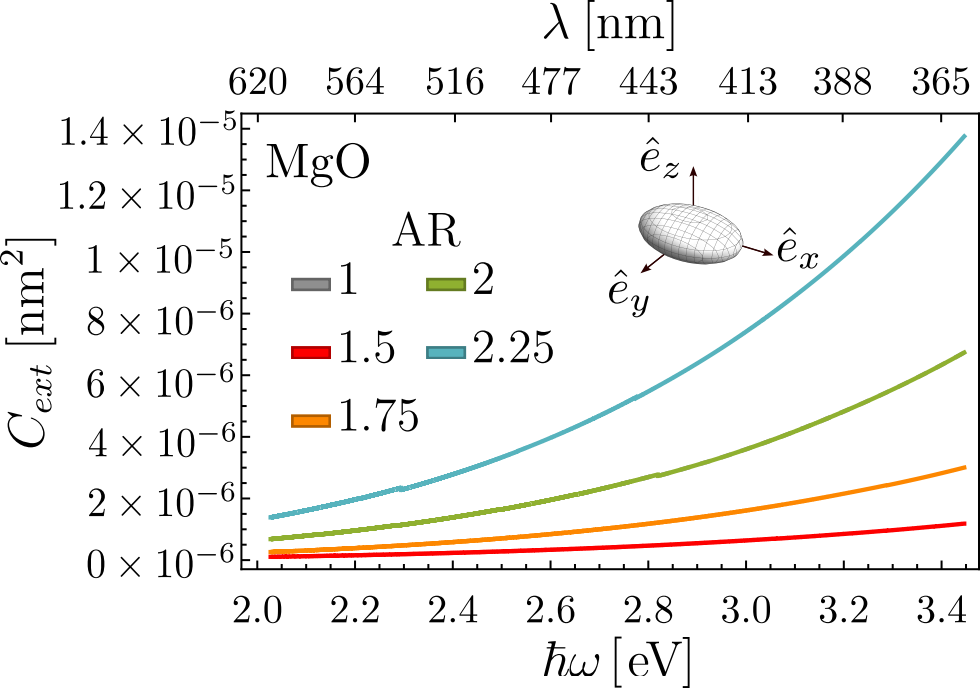 λ [nm]
620 564 516 477 443 413 388 365
1.4 × 10⁻⁵
1.2 × 10⁻⁵
1 × 10⁻⁵
8 × 10⁻⁶
6 × 10⁻⁶
4 × 10⁻⁶
2 × 10⁻⁶
0 × 10⁻⁶
C_ext [nm²]
MgO
AR
1 2
1.5 2.25
1.75
ê_z
ê_x
ê_y
2.0 2.2 2.4 2.6 2.8 3.0 3.2 3.4
ℏω [eV]